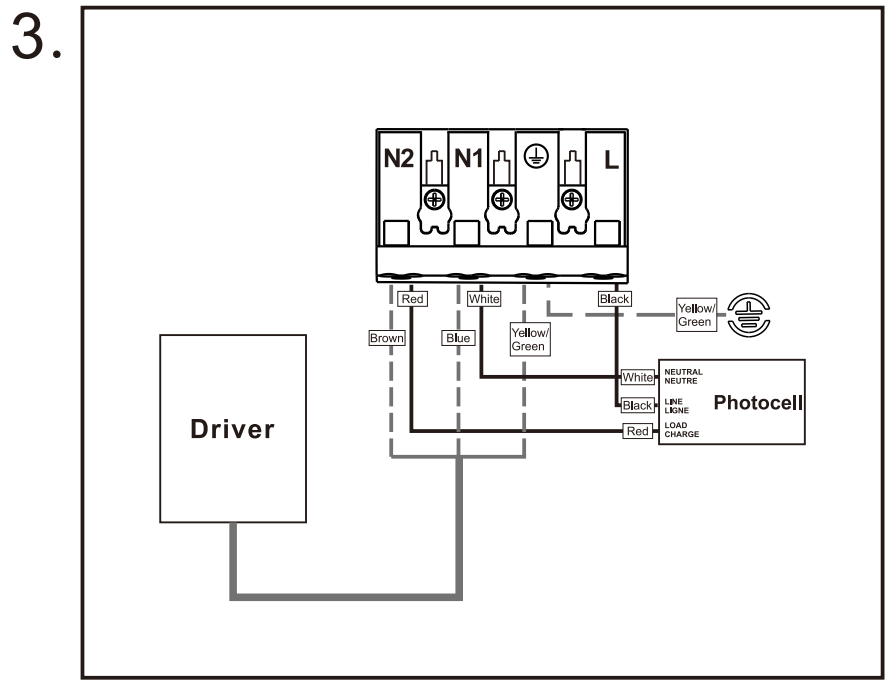 3.
N2 N1 L
Red White Black
Yellow/
Green
Brown Blue Yellow/
Green
White NEUTRAL
NEUTRE
Black LINE
LIGNE
Photocell
Red LOAD
CHARGE
Driver